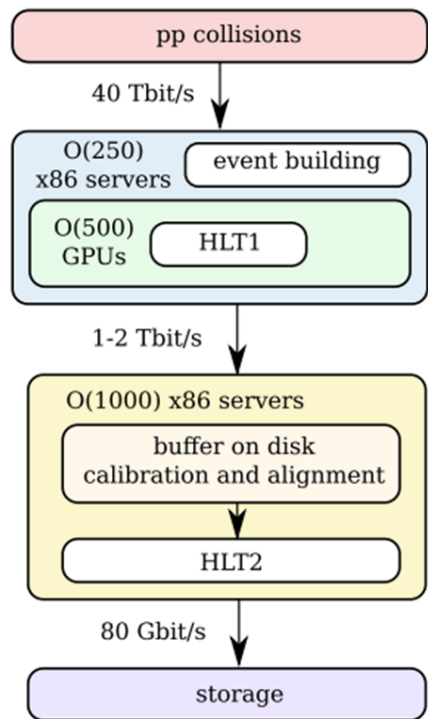 pp collisions
40 Tbit/s
O(250)
x86 servers
event building
O(500)
GPUs
HLT1
1-2 Tbit/s
O(1000) x86 servers
buffer on disk
calibration and alignment
HLT2
80 Gbit/s
storage